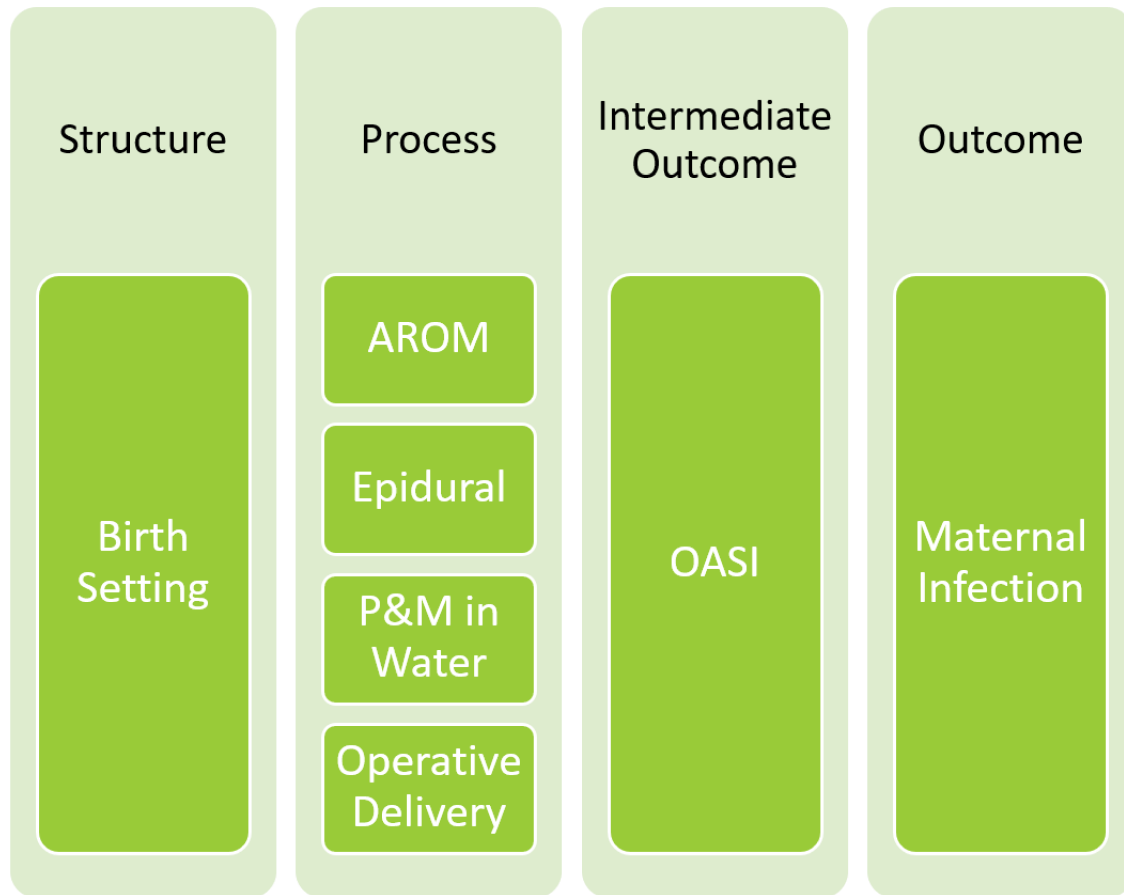 Structure
Process
Intermediate
Outcome
Outcome
Birth
Setting
AROM
Epidural
P&M in
Water
Operative
Delivery
OASI
Maternal
Infection